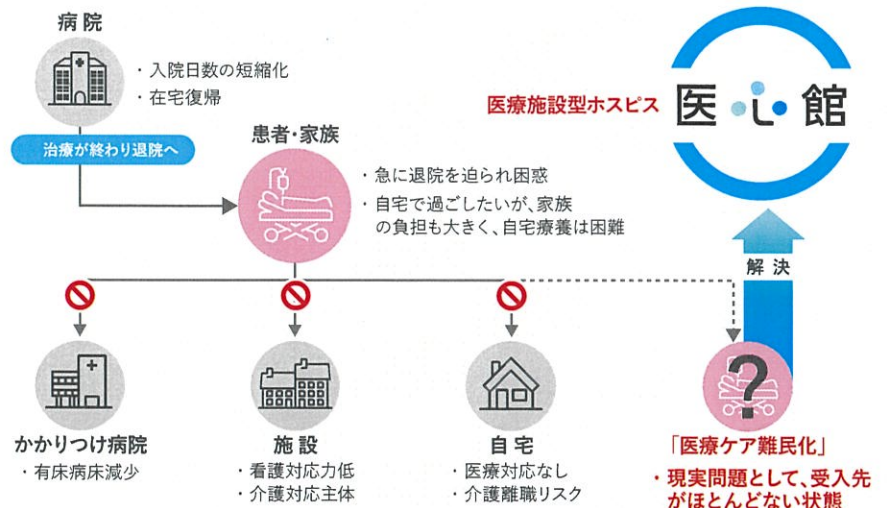 病院
・入院日数の短縮化
・在宅復帰
治療が終わり退院へ
患者・家族
・急に退院を迫られ困惑
・自宅で過ごしたいが、家族
の負担も大きく、自宅療養は困難
医療施設型ホスピス
医心館
解決
かかりつけ病院
・有床病床減少
施設
・看護対応力低
・介護対応主体
自宅
・医療対応なし
・介護離職リスク
?
「医療ケア難民化」
・現実問題として、受入先
がほとんどない状態